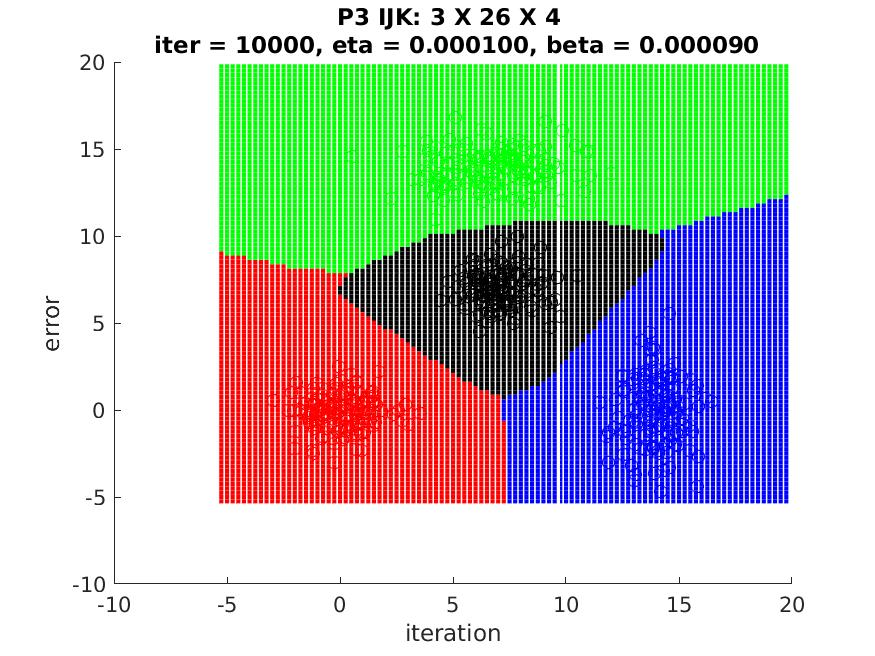 P3 IJK: 3 X 26 X 4
iter = 10000, eta = 0.000100, beta = 0.000090
20
15
10
5
0
-5
-10
error
-10 -5 0 5 10 15 20
iteration